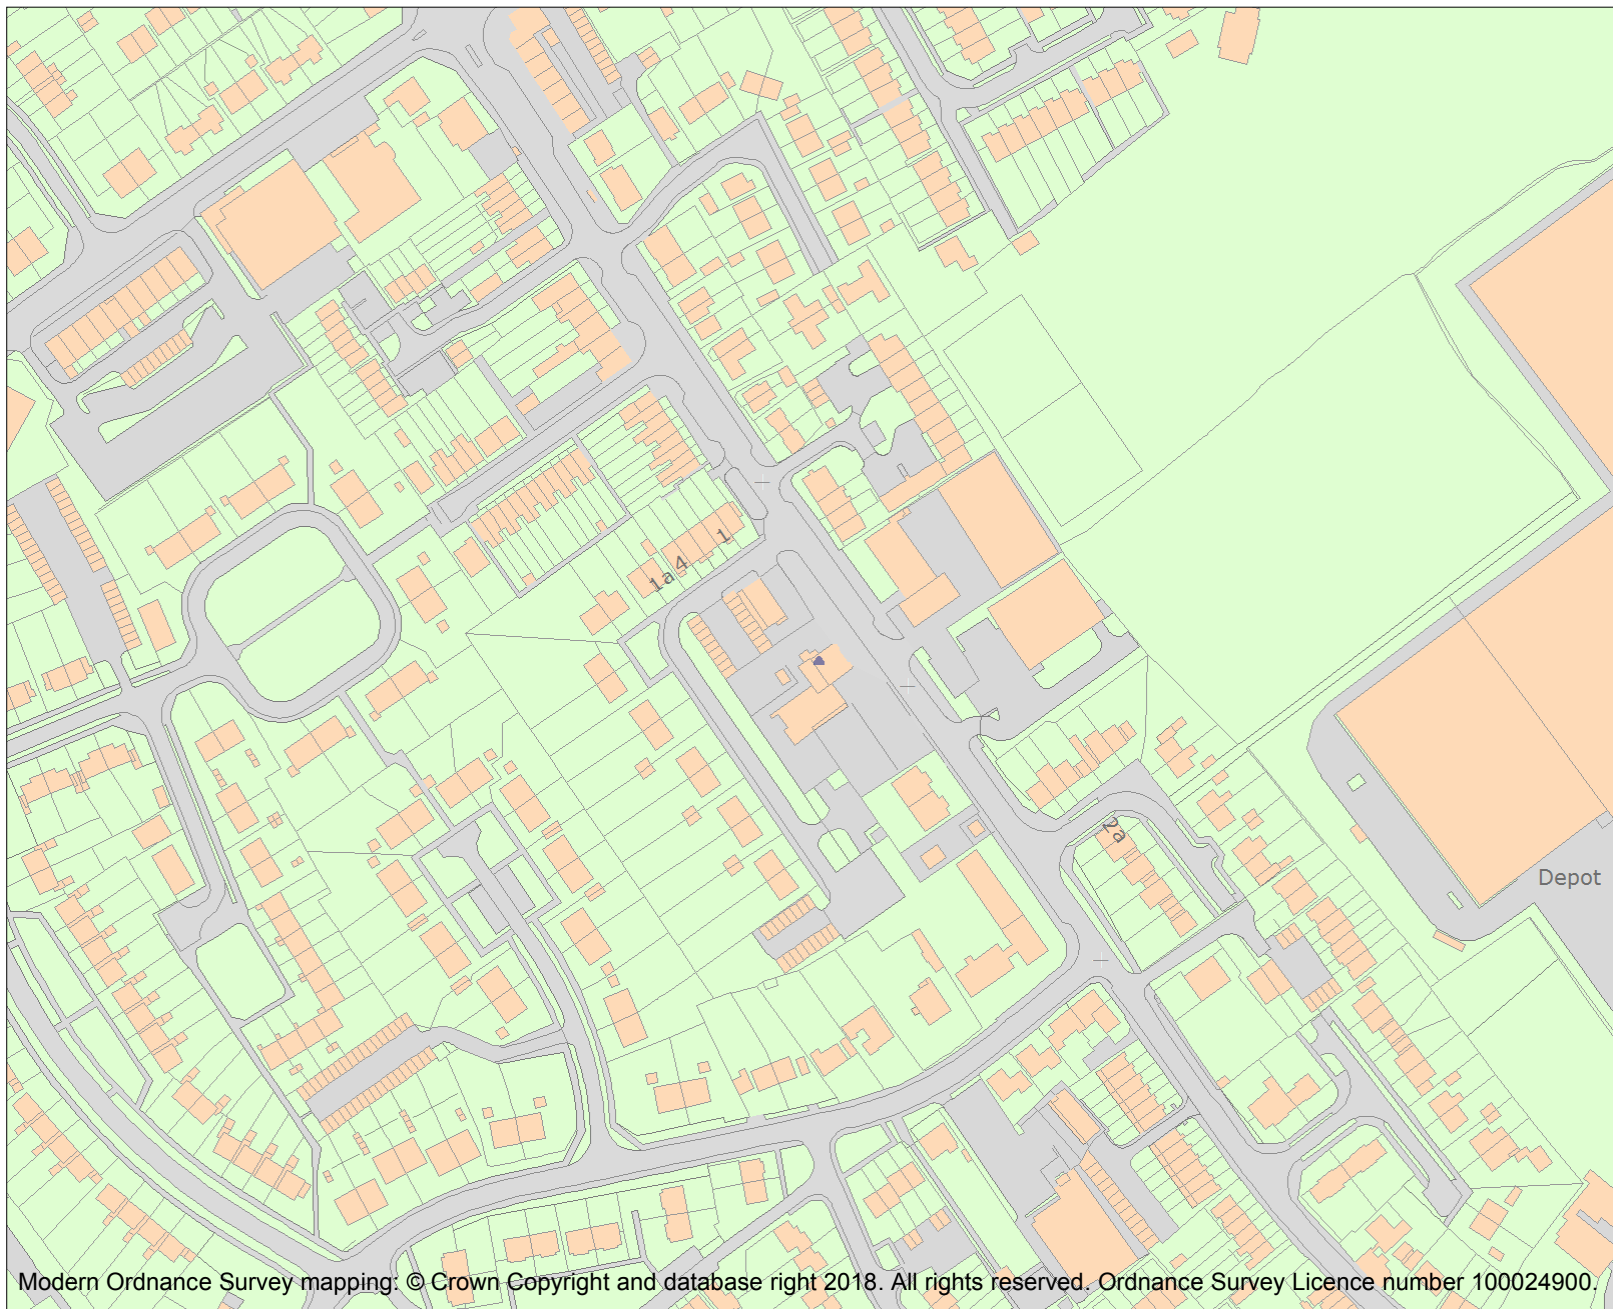 1
1a 4
2a
Depot
Modern Ordnance Survey mapping: © Crown Copyright and database right 2018. All rights reserved. Ordnance Survey Licence number 100024900.